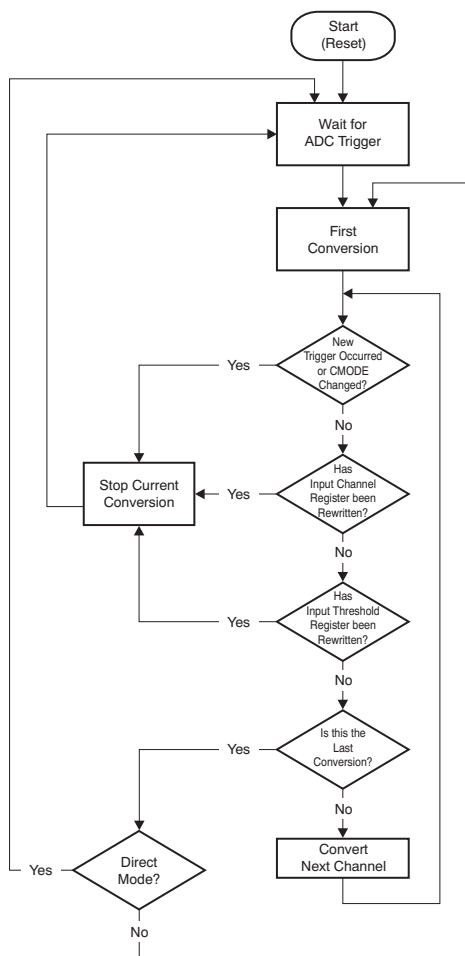 Start
(Reset)
Wait for
ADC Trigger
First
Conversion
New
Trigger Occurred
or CMODE
Changed?
Yes
No
Stop Current
Conversion
Yes
Has
Input Channel
Register been
Rewritten?
No
Has
Input Threshold
Register been
Rewritten?
Yes
No
Is this the
Last
Conversion?
Yes
No
Convert
Next Channel
Yes
Direct
Mode?
No